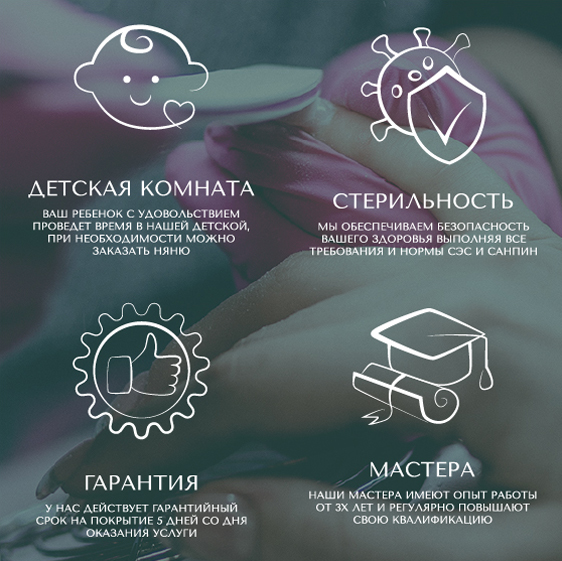 ДЕТСКАЯ КОМНАТА
ВАШ РЕБЕНОК С УДОВОЛЬСТВИЕМ
ПРОВЕДЕТ ВРЕМЯ В НАШЕЙ ДЕТСКОЙ,
ПРИ НЕОБХОДИМОСТИ МОЖНО
ЗАКАЗАТЬ НЯНЮ
СТЕРИЛЬНОСТЬ
МЫ ОБЕСПЕЧИВАЕМ БЕЗОПАСНОСТЬ
ВАШЕГО ЗДОРОВЬЯ ВЫПОЛНЯЯ ВСЕ
ТРЕБОВАНИЯ И НОРМЫ СЭС И САНПИН
ГАРАНТИЯ
У НАС ДЕЙСТВУЕТ ГАРАНТИЙНЫЙ
СРОК НА ПОКРЫТИЕ 5 ДНЕЙ СО ДНЯ
ОКАЗАНИЯ УСЛУГИ
МАСТЕРА
НАШИ МАСТЕРА ИМЕЮТ ОПЫТ РАБОТЫ
ОТ 3Х ЛЕТ И РЕГУЛЯРНО ПОВЫШАЮТ
СВОЮ КВАЛИФИКАЦИЮ